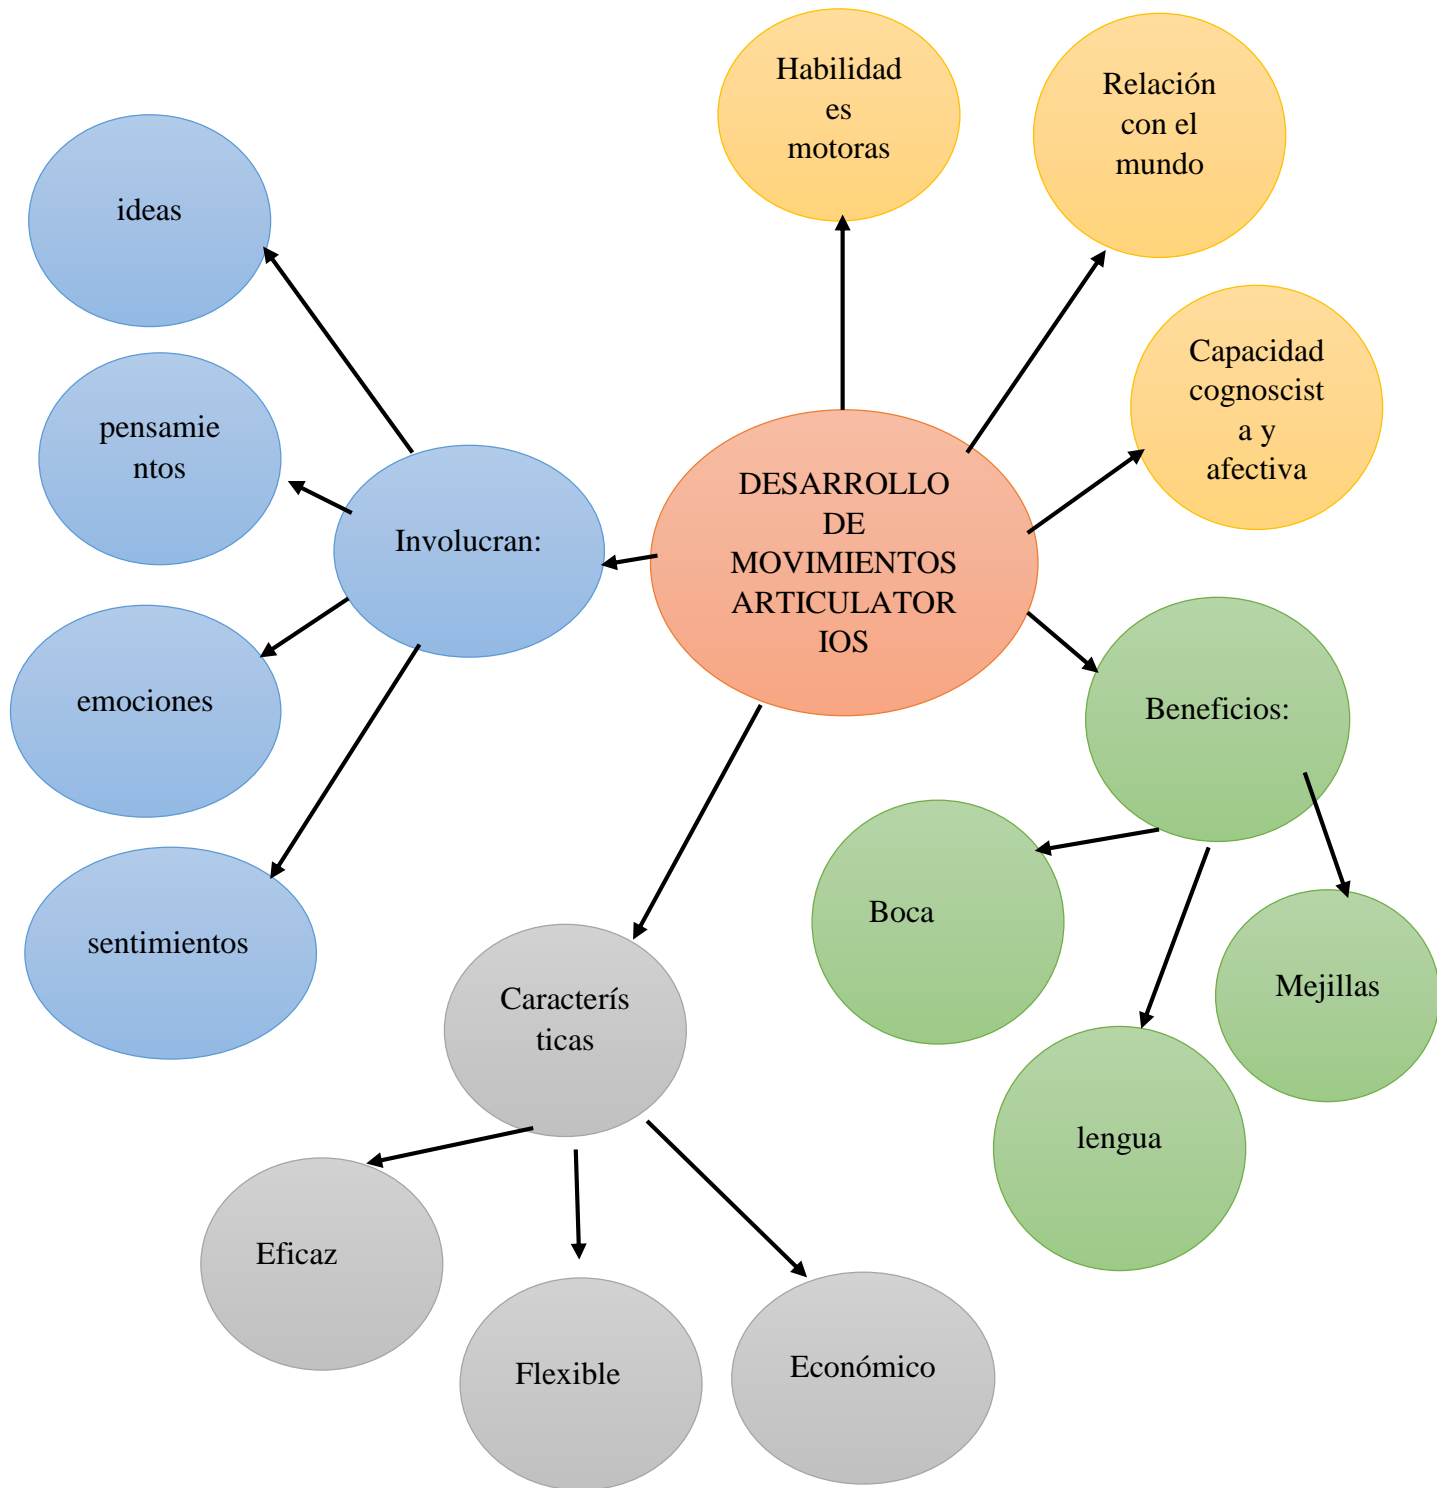 Habilidad
es
motoras
Relación
con el
mundo
ideas
Capacidad
cognoscist
a y
afectiva
pensamie
ntos
DESARROLLO
DE
MOVIMIENTOS
ARTICULATOR
IOS
Involucran:
emociones
Beneficios:
Boca
sentimientos
Mejillas
Caracterís
ticas
lengua
Eficaz
Flexible
Económico